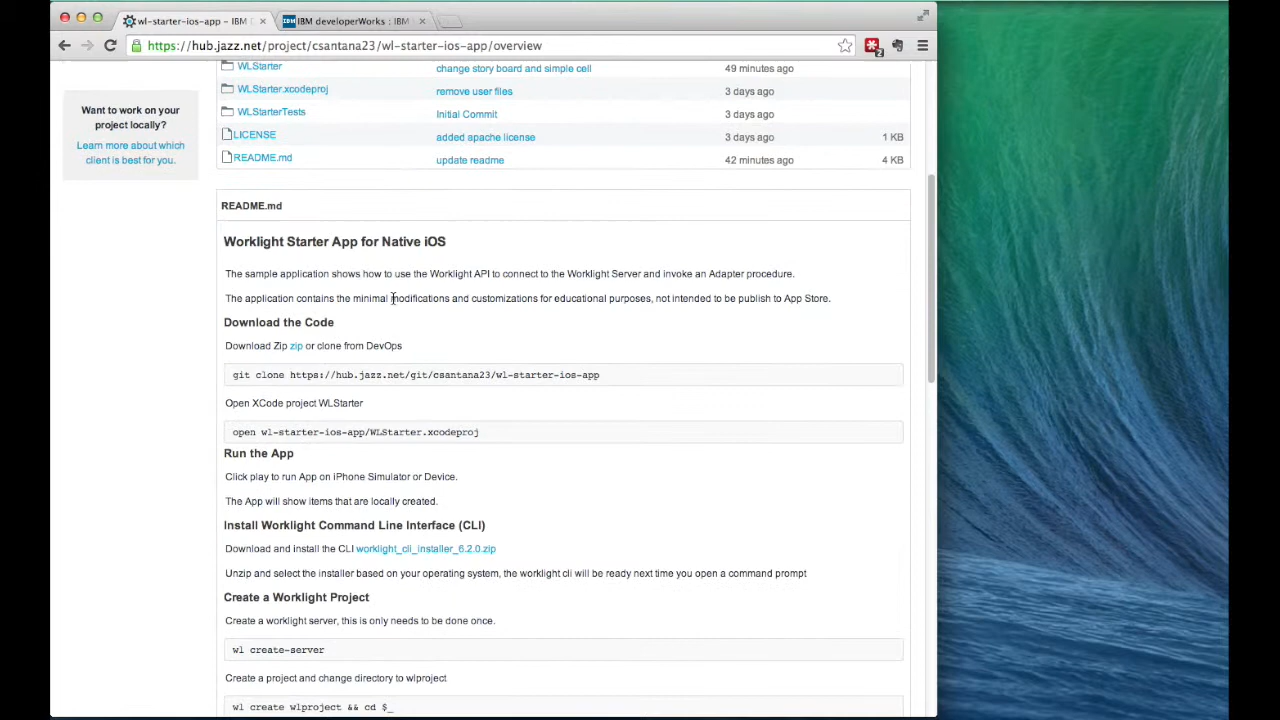 wl-starter-ios-app - IBM
IBM developerWorks : IBM
https://hub.jazz.net/project/csantana23/wl-starter-ios-app/overview
2
Want to work on your
project locally?
Learn more about which
client is best for you.
WLStarter change story board and simple cell 49 minutes ago
WLStarter.xcodeproj remove user files 3 days ago
WLStarterTests Initial Commit 3 days ago
LICENSE added apache license 3 days ago 1 KB
README.md update readme 42 minutes ago 4 KB
README.md
Worklight Starter App for Native iOS
The sample application shows how to use the Worklight API to connect to the Worklight Server and invoke an Adapter procedure.
The application contains the minimal modifications and customizations for educational purposes, not intended to be publish to App Store.
Download the Code
Download Zip zip or clone from DevOps
git clone https://hub.jazz.net/git/csantana23/wl-starter-ios-app
Open XCode project WLStarter
open wl-starter-ios-app/WLStarter.xcodeproj
Run the App
Click play to run App on iPhone Simulator or Device.
The App will show items that are locally created.
Install Worklight Command Line Interface (CLI)
Download and install the CLI worklight_cli_installer_6.2.0.zip
Unzip and select the installer based on your operating system, the worklight cli will be ready next time you open a command prompt
Create a Worklight Project
Create a worklight server, this is only needs to be done once.
wl create-server
Create a project and change directory to wlproject
wl create wlproject && cd $_